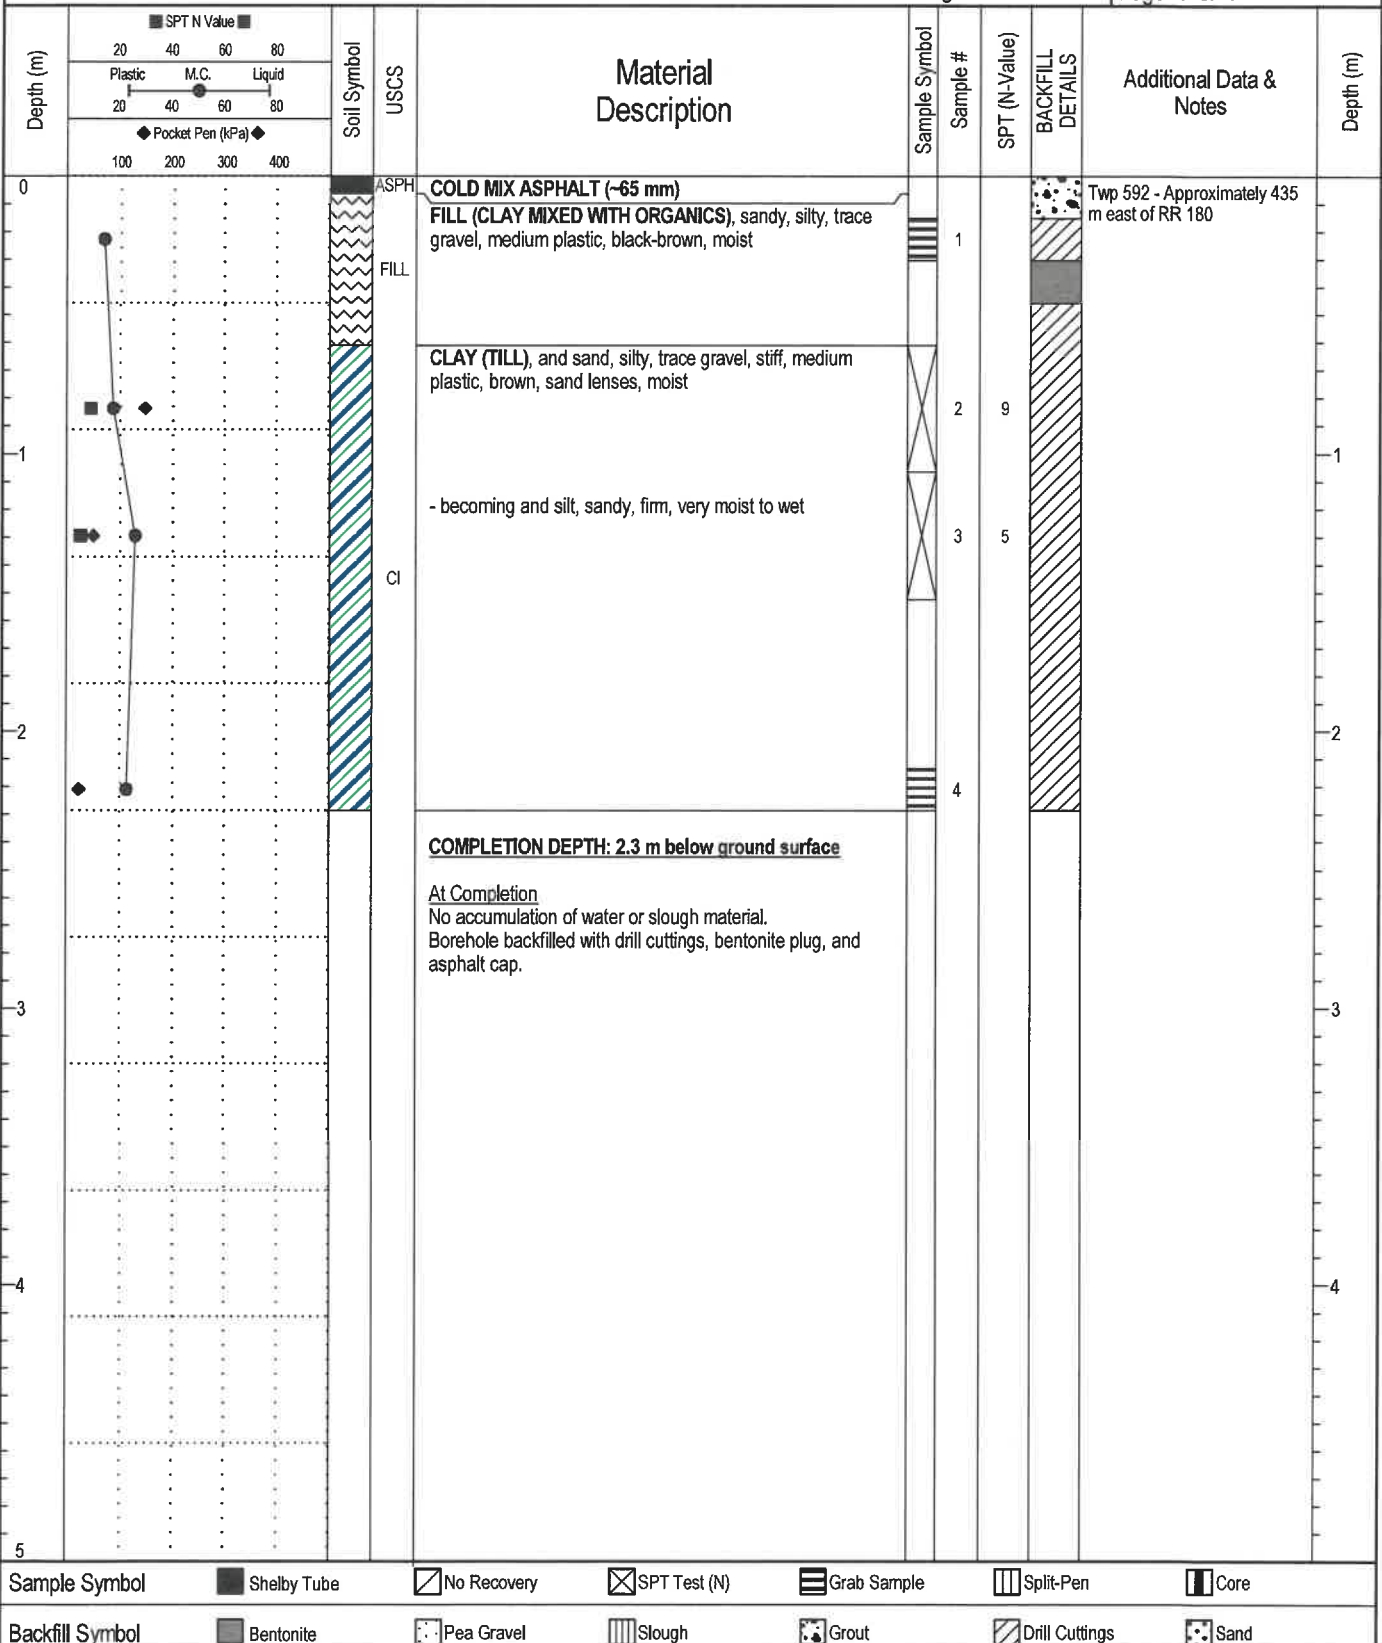 SPT N Value
20 40 60 80
Plastic M.C. Liquid
20 40 60 80
Pocket Pen (kPa)
100 200 300 400
Depth (m)
Soil Symbol
USCS
Material
Description
Sample Symbol
Sample #
SPT (N-Value)
BACKFILL
DETAILS
Additional Data &
Notes
Depth (m)
0
ASPH
COLD MIX ASPHALT (~65 mm)
Twp 592 - Approximately 435
m east of RR 180
FILL (CLAY MIXED WITH ORGANICS), sandy, silty, trace
gravel, medium plastic, black-brown, moist
1
FILL
CLAY (TILL), and sand, silty, trace gravel, stiff, medium
plastic, brown, sand lenses, moist
2 9
1 1
- becoming and silt, sandy, firm, very moist to wet
3 5
CI
2 2
4
COMPLETION DEPTH: 2.3 m below ground surface
At Completion
No accumulation of water or slough material.
Borehole backfilled with drill cuttings, bentonite plug, and
asphalt cap.
3 3
4 4
5
Sample Symbol Shelby Tube No Recovery SPT Test (N) Grab Sample Split-Pen Core
Backfill Symbol Bentonite Pea Gravel Slough Grout Drill Cuttings Sand